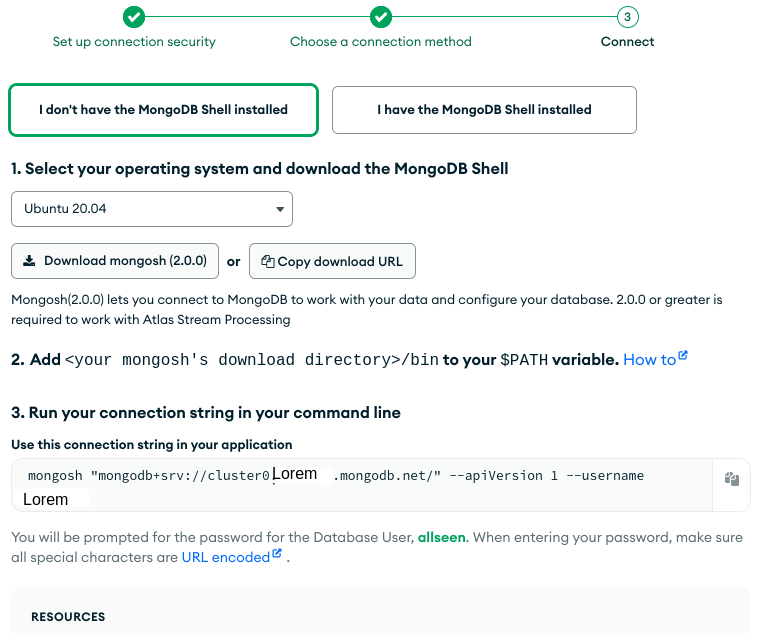 3
Set up connection security
Choose a connection method
Connect
I don't have the MongoDB Shell installed
I have the MongoDB Shell installed
1. Select your operating system and download the MongoDB Shell
Ubuntu 20.04
Download mongosh (2.0.0) or Copy download URL
Mongosh(2.0.0) lets you connect to MongoDB to work with your data and configure your database. 2.0.0 or greater is
required to work with Atlas Stream Processing
2. Add <your mongosh's download directory>/bin to your $PATH variable. How to
3. Run your connection string in your command line
Use this connection string in your application
mongosh "mongodb+srv://cluster0 Lorem .mongodb.net/" --apiVersion 1 --username
Lorem
You will be prompted for the password for the Database User, allseen. When entering your password, make sure
all special characters are URL encoded .
RESOURCES